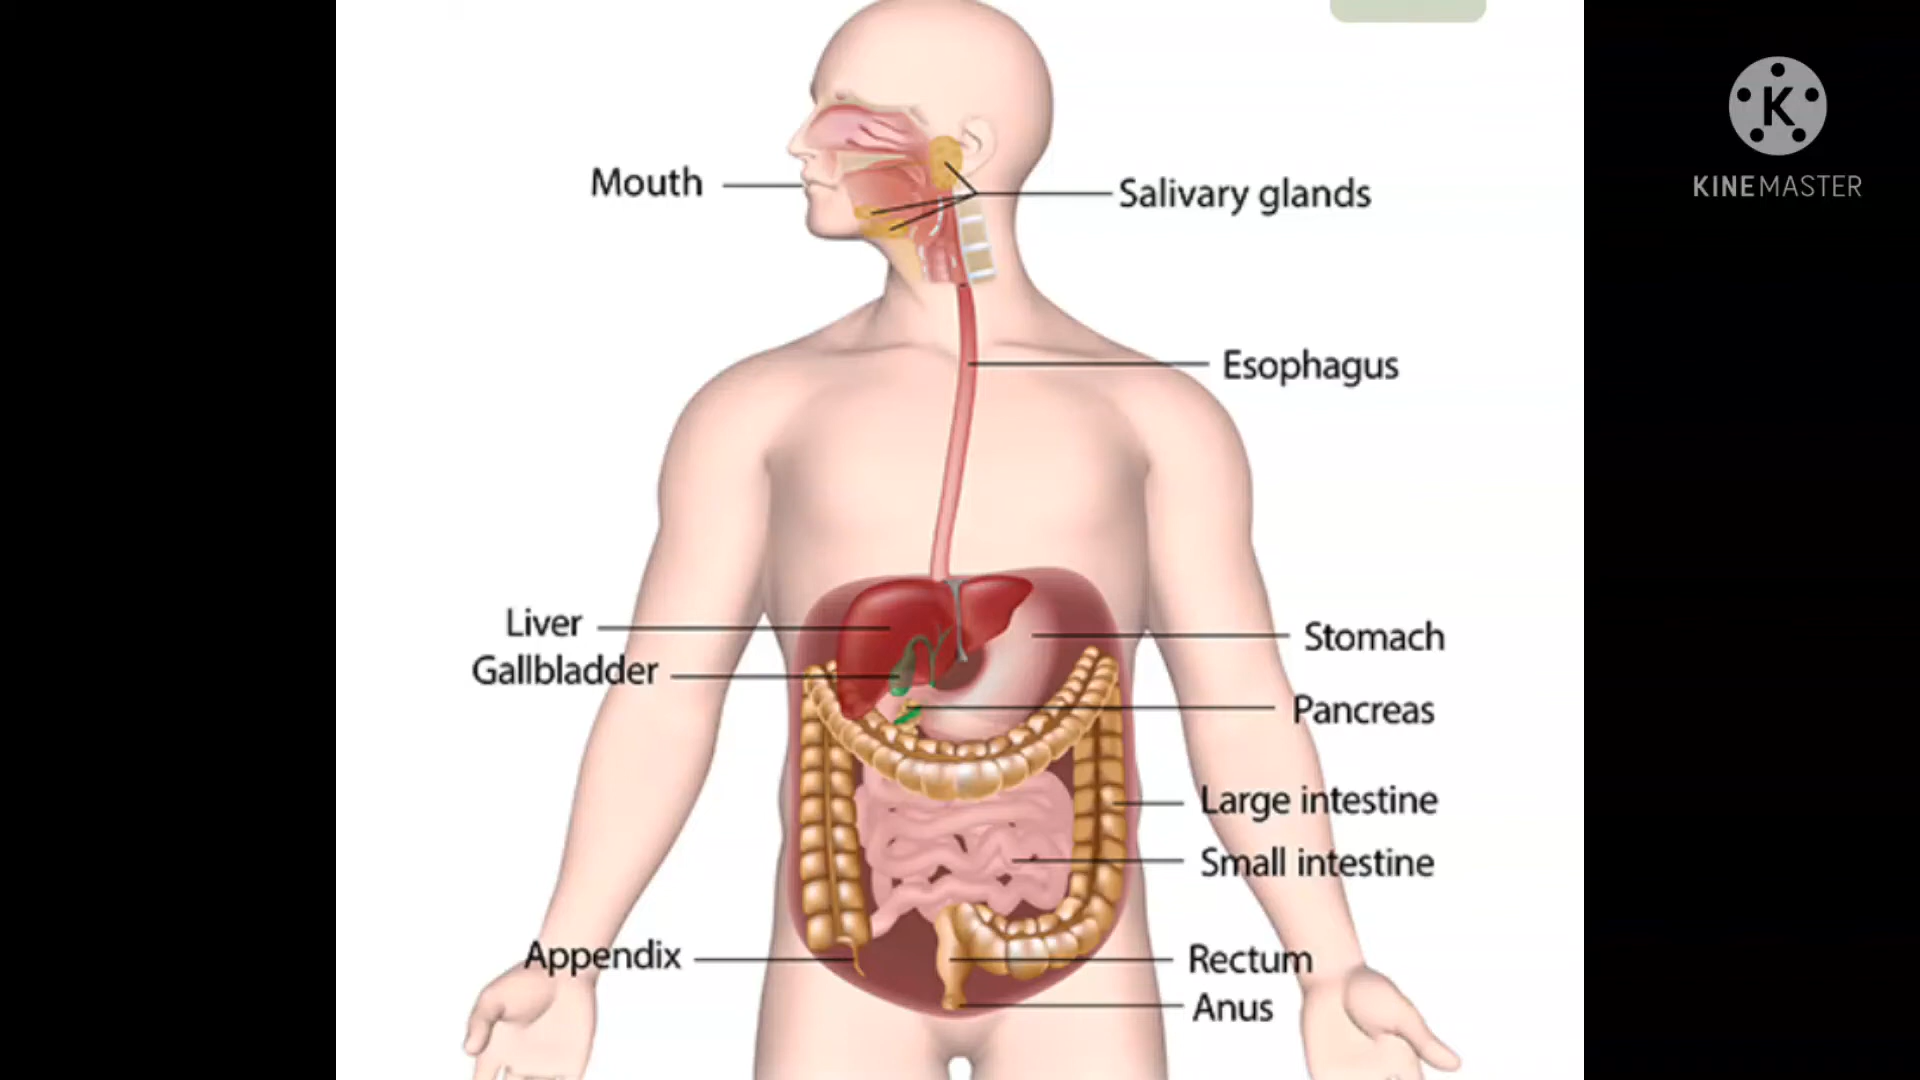 Mouth
Salivary glands
Esophagus
Liver
Gallbladder
Stomach
Pancreas
Large intestine
Small intestine
Appendix
Rectum
Anus
K
KINEMASTER